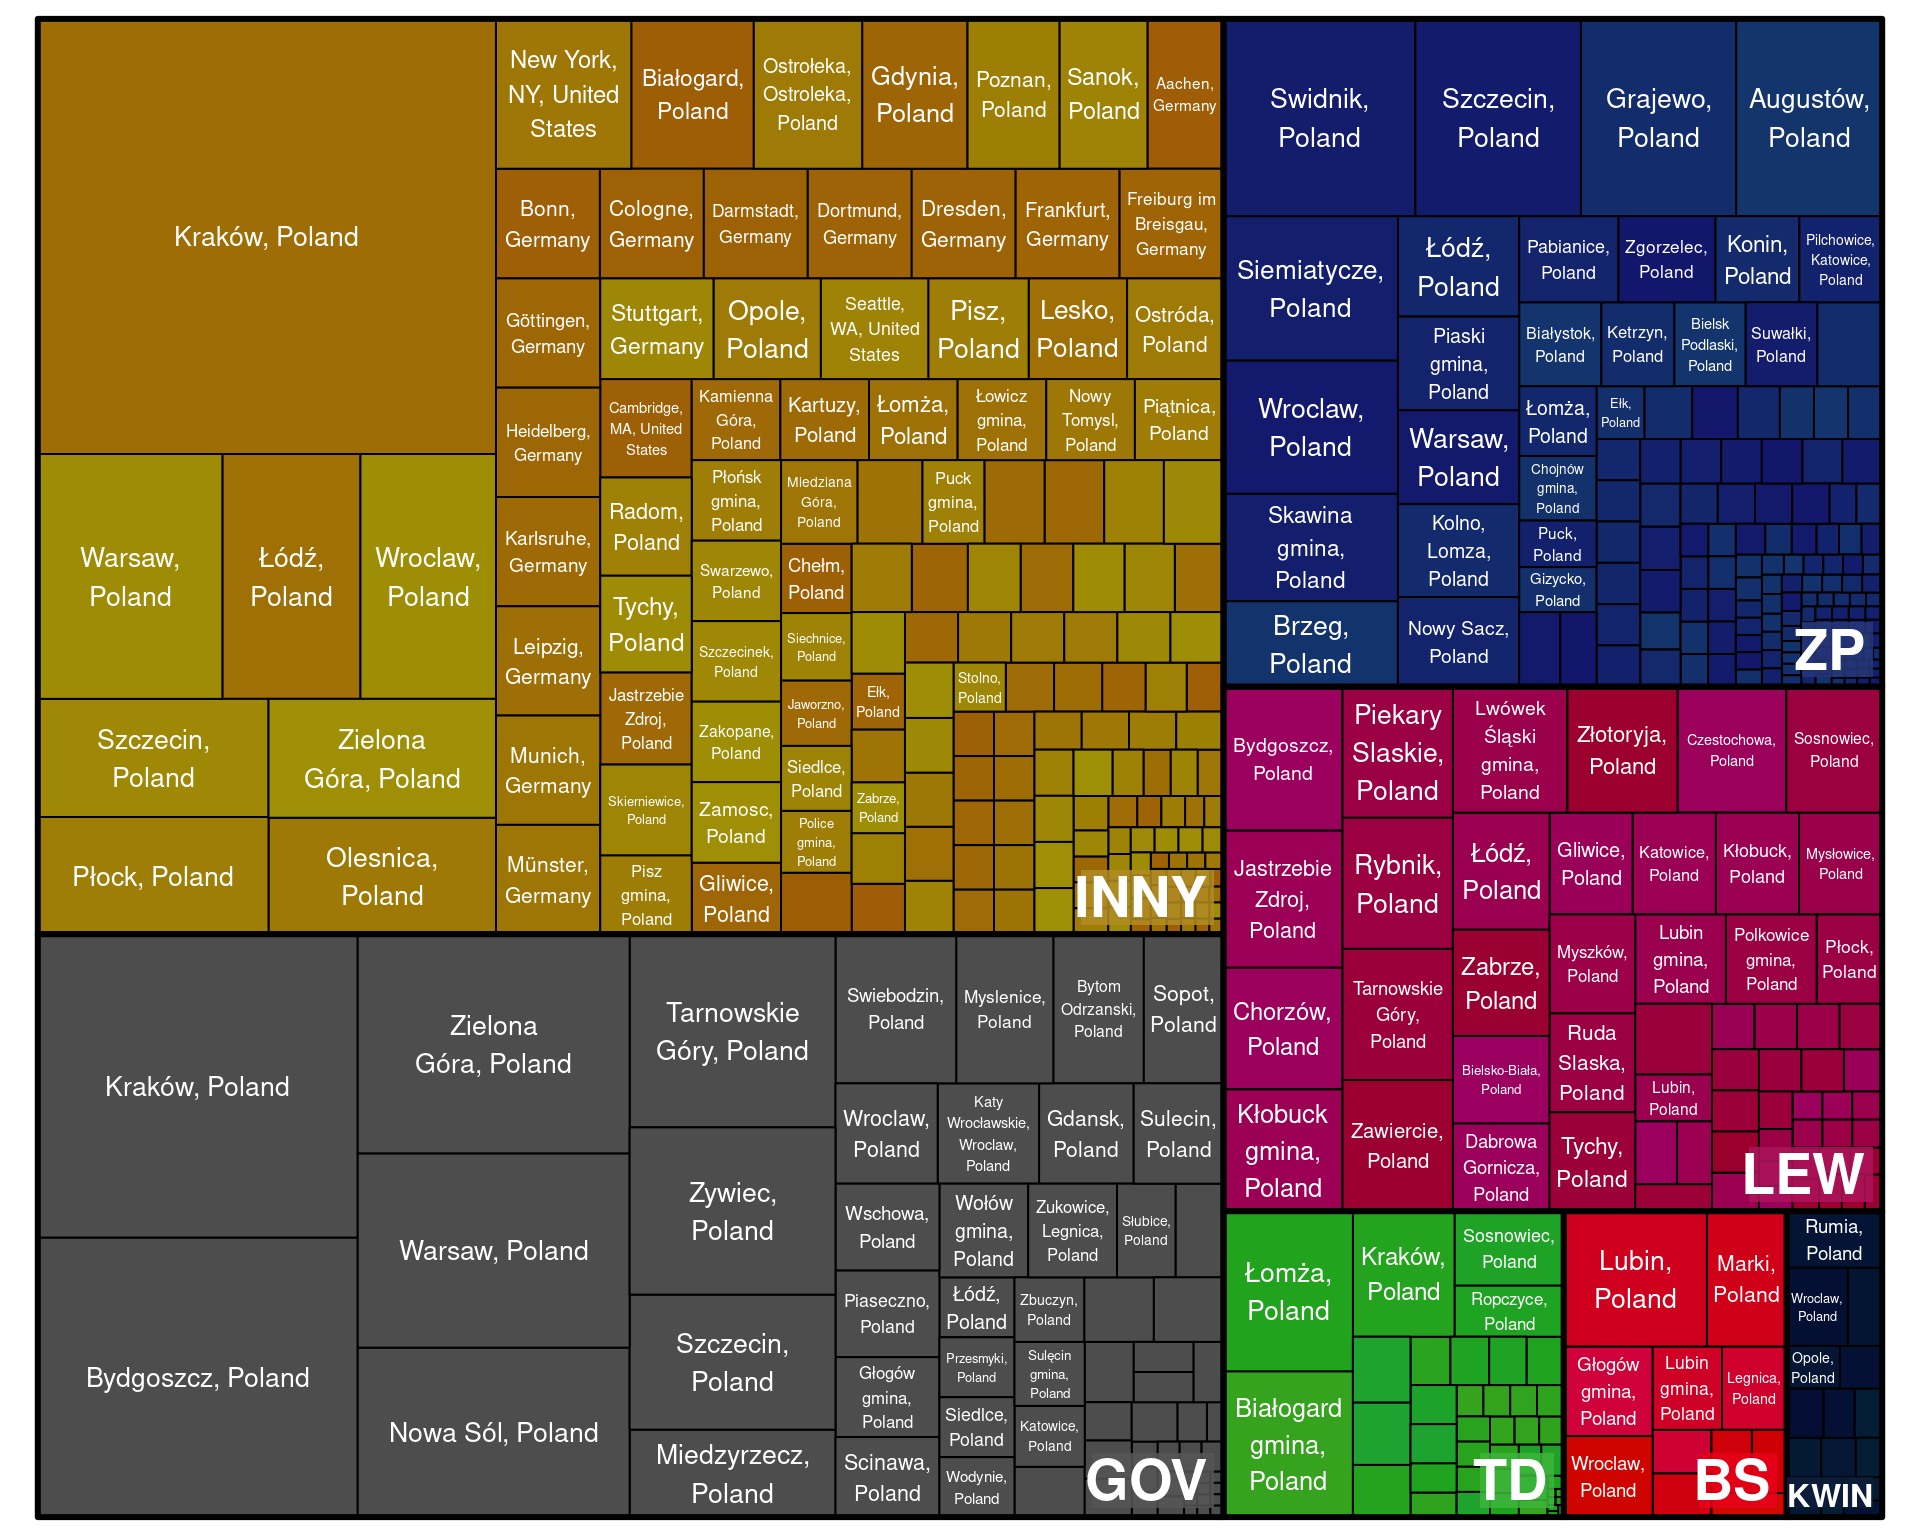 Kraków, Poland
Warsaw,
Poland
Łódź,
Poland
Wroclaw,
Poland
Szczecin,
Poland
Zielona
Góra, Poland
Płock, Poland
Olesnica,
Poland
New York,
NY, United
States
Białogard,
Poland
Ostrołeka,
Ostroleka,
Poland
Gdynia,
Poland
Poznan,
Poland
Sanok,
Poland
Aachen,
Germany
Bonn,
Germany
Cologne,
Germany
Darmstadt,
Germany
Dortmund,
Germany
Dresden,
Germany
Frankfurt,
Germany
Freiburg im
Breisgau,
Germany
Göttingen,
Germany
Heidelberg,
Germany
Karlsruhe,
Germany
Leipzig,
Germany
Munich,
Germany
Münster,
Germany
Stuttgart,
Germany
Opole,
Poland
Seattle,
WA, United
States
Pisz,
Poland
Lesko,
Poland
Ostróda,
Poland
Cambridge,
MA, United
States
Radom,
Poland
Tychy,
Poland
Jastrzebie
Zdroj,
Poland
Skierniewice,
Poland
Pisz
gmina,
Poland
Kamienna
Góra,
Poland
Kartuzy,
Poland
Łomża,
Poland
Łowicz
gmina,
Poland
Nowy
Tomysl,
Poland
Piątnica,
Poland
Płońsk
gmina,
Poland
Swarzewo,
Poland
Szczecinek,
Poland
Zakopane,
Poland
Zamosc,
Poland
Gliwice,
Poland
Miedziana
Góra,
Poland
Puck
gmina,
Poland
Chełm,
Poland
Siechnice,
Poland
Jaworzno,
Poland
Siedlce,
Poland
Police
gmina,
Poland
Ełk,
Poland
Zabrze,
Poland
Stolno,
Poland
INNY
Swidnik,
Poland
Szczecin,
Poland
Grajewo,
Poland
Augustów,
Poland
Siemiatycze,
Poland
Wroclaw,
Poland
Skawina
gmina,
Poland
Brzeg,
Poland
Łódź,
Poland
Piaski
gmina,
Poland
Warsaw,
Poland
Kolno,
Lomza,
Poland
Nowy Sacz,
Poland
Pabianice,
Poland
Zgorzelec,
Poland
Konin,
Poland
Pilchowice,
Katowice,
Poland
Białystok,
Poland
Ketrzyn,
Poland
Bielsk
Podlaski,
Poland
Suwałki,
Poland
Łomża,
Poland
Ełk,
Poland
Chojnów
gmina,
Poland
Puck,
Poland
Gizycko,
Poland
ZP
Bydgoszcz,
Poland
Jastrzebie
Zdroj,
Poland
Chorzów,
Poland
Kłobuck
gmina,
Poland
Piekary
Slaskie,
Poland
Rybnik,
Poland
Tarnowskie
Góry,
Poland
Zawiercie,
Poland
Lwówek
Śląski
gmina,
Poland
Złotoryja,
Poland
Czestochowa,
Poland
Sosnowiec,
Poland
Łódź,
Poland
Zabrze,
Poland
Bielsko-Biała,
Poland
Dabrowa
Gornicza,
Poland
Gliwice,
Poland
Katowice,
Poland
Kłobuck,
Poland
Mysłowice,
Poland
Myszków,
Poland
Ruda
Slaska,
Poland
Tychy,
Poland
Lubin
gmina,
Poland
Polkowice
gmina,
Poland
Płock,
Poland
Lubin,
Poland
LEW
Kraków, Poland
Bydgoszcz, Poland
Zielona
Góra, Poland
Warsaw, Poland
Nowa Sól, Poland
Tarnowskie
Góry, Poland
Zywiec,
Poland
Szczecin,
Poland
Miedzyrzecz,
Poland
Swiebodzin,
Poland
Myslenice,
Poland
Bytom
Odrzanski,
Poland
Sopot,
Poland
Wroclaw,
Poland
Katy
Wrocławskie,
Wroclaw,
Poland
Gdansk,
Poland
Sulecin,
Poland
Wschowa,
Poland
Piaseczno,
Poland
Głogów
gmina,
Poland
Scinawa,
Poland
Wołów
gmina,
Poland
Zukowice,
Legnica,
Poland
Słubice,
Poland
Łódź,
Poland
Przesmyki,
Poland
Siedlce,
Poland
Wodynie,
Poland
Zbuczyn,
Poland
Sulęcin
gmina,
Poland
Katowice,
Poland
GOV
Łomża,
Poland
Białogard
gmina,
Poland
Kraków,
Poland
Sosnowiec,
Poland
Ropczyce,
Poland
TD
Lubin,
Poland
Marki,
Poland
Głogów
gmina,
Poland
Lubin
gmina,
Poland
Legnica,
Poland
Wroclaw,
Poland
BS
Rumia,
Poland
Wroclaw,
Poland
Opole,
Poland
KWIN